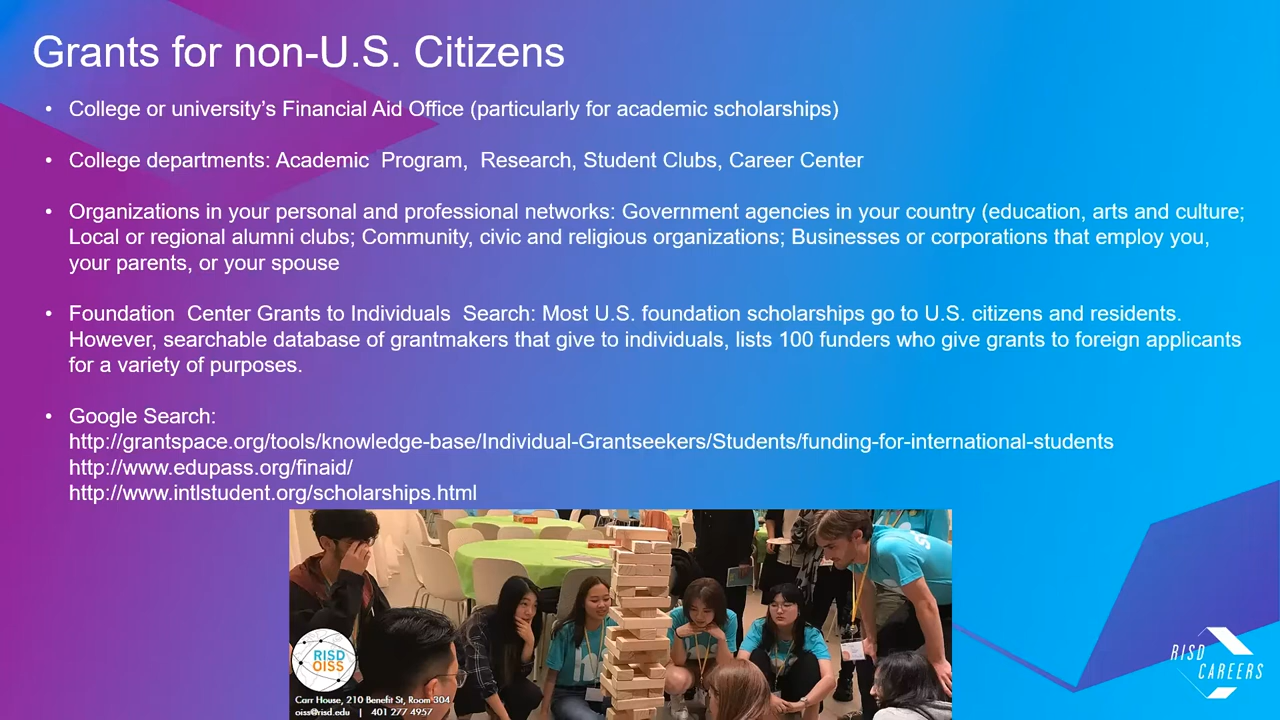 Grants for non-U.S. Citizens
• College or university's Financial Aid Office (particularly for academic scholarships)
• College departments: Academic  Program,  Research, Student Clubs, Career Center
• Organizations in your personal and professional networks: Government agencies in your country (education, arts and culture;
Local or regional alumni clubs; Community, civic and religious organizations; Businesses or corporations that employ you,
your parents, or your spouse
• Foundation  Center Grants to Individuals  Search: Most U.S. foundation scholarships go to U.S. citizens and residents.
However, searchable database of grantmakers that give to individuals, lists 100 funders who give grants to foreign applicants
for a variety of purposes.
• Google Search:
http://grantspace.org/tools/knowledge-base/Individual-Grantseekers/Students/funding-for-international-students
http://www.edupass.org/finaid/
http://www.intlstudent.org/scholarships.html
RISD
OISS
Carr House, 210 Benefit St, Room 304
oiss@risd.edu | 401 277 4957
RISD
CAREERS